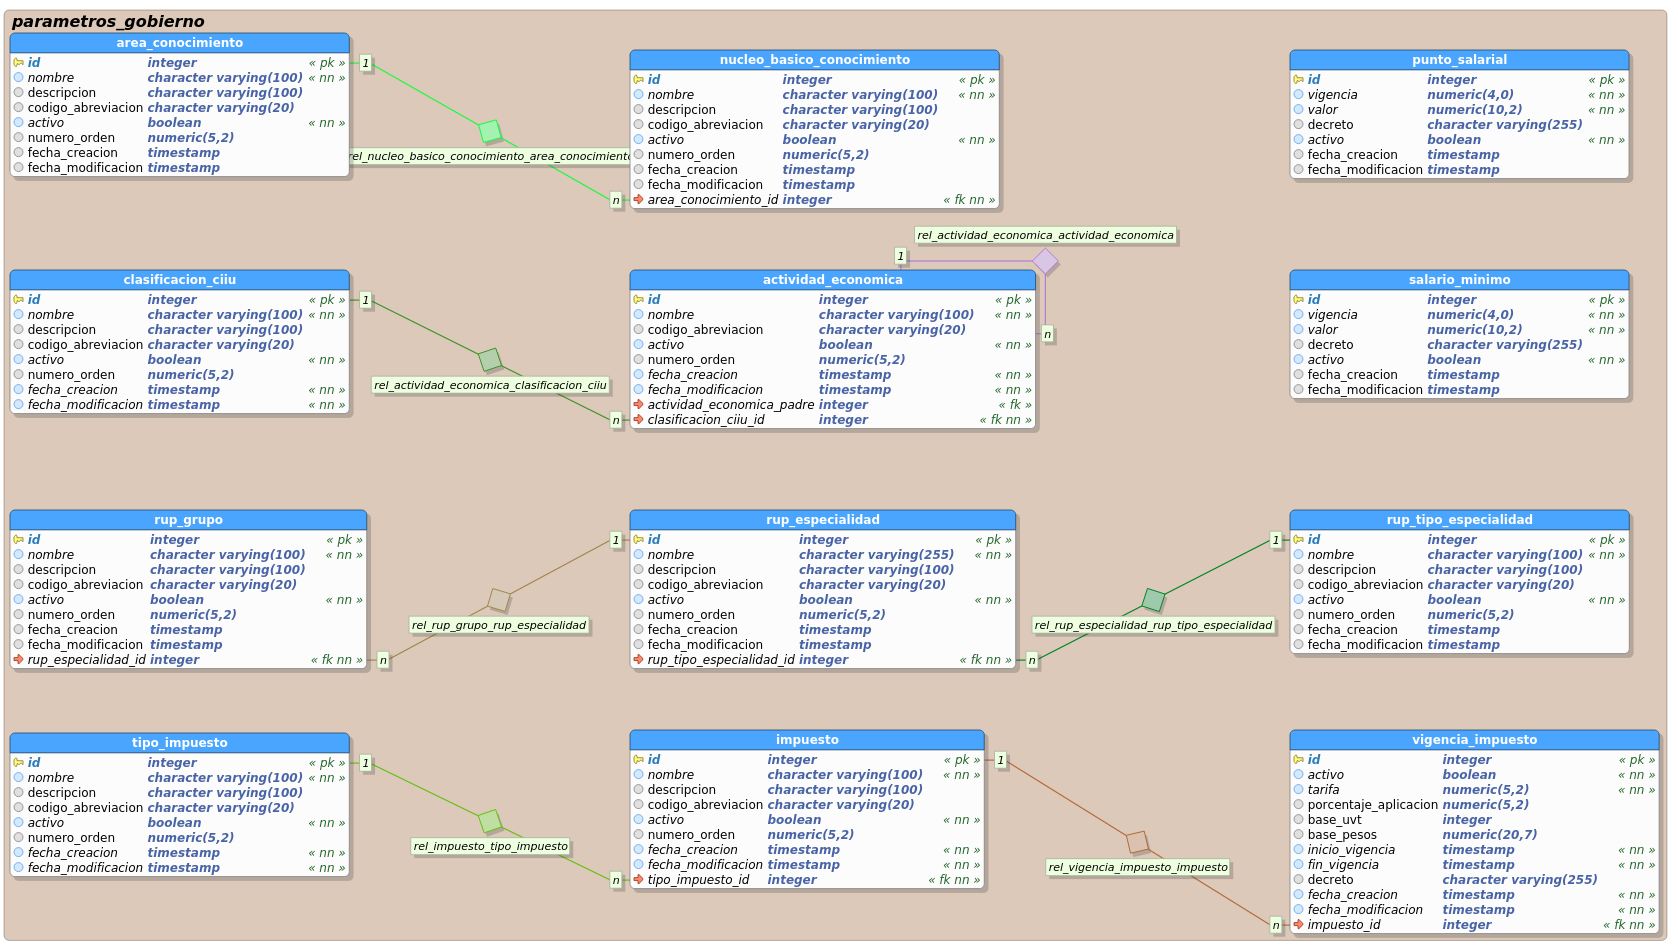 parametros_gobierno
area_conocimiento
id integer « pk »
nombre character varying(100) « nn »
descripcion character varying(100)
codigo_abreviacion character varying(20)
activo boolean « nn »
numero_orden numeric(5,2)
fecha_creacion timestamp
fecha_modificacion timestamp
1
rel_nucleo_basico_conocimiento_area_conocimiento
n
nucleo_basico_conocimiento
id integer « pk »
nombre character varying(100) « nn »
descripcion character varying(100)
codigo_abreviacion character varying(20)
activo boolean « nn »
numero_orden numeric(5,2)
fecha_creacion timestamp
fecha_modificacion timestamp
area_conocimiento_id integer « fk nn »
punto_salarial
id integer « pk »
vigencia numeric(4,0) « nn »
valor numeric(10,2) « nn »
decreto character varying(255)
activo boolean « nn »
fecha_creacion timestamp
fecha_modificacion timestamp
clasificacion_ciiu
id integer « pk »
nombre character varying(100) « nn »
descripcion character varying(100)
codigo_abreviacion character varying(20)
activo boolean « nn »
numero_orden numeric(5,2)
fecha_creacion timestamp « nn »
fecha_modificacion timestamp « nn »
1
rel_actividad_economica_clasificacion_ciiu
n
rel_actividad_economica_actividad_economica
1
n
actividad_economica
id integer « pk »
nombre character varying(100) « nn »
codigo_abreviacion character varying(20)
activo boolean « nn »
numero_orden numeric(5,2)
fecha_creacion timestamp « nn »
fecha_modificacion timestamp « nn »
actividad_economica_padre integer « fk »
clasificacion_ciiu_id integer « fk nn »
salario_minimo
id integer « pk »
vigencia numeric(4,0) « nn »
valor numeric(10,2) « nn »
decreto character varying(255)
activo boolean « nn »
fecha_creacion timestamp
fecha_modificacion timestamp
rup_grupo
id integer « pk »
nombre character varying(100) « nn »
descripcion character varying(100)
codigo_abreviacion character varying(20)
activo boolean « nn »
numero_orden numeric(5,2)
fecha_creacion timestamp
fecha_modificacion timestamp
rup_especialidad_id integer « fk nn »
1
rel_rup_grupo_rup_especialidad
n
rup_especialidad
id integer « pk »
nombre character varying(255) « nn »
descripcion character varying(100)
codigo_abreviacion character varying(20)
activo boolean « nn »
numero_orden numeric(5,2)
fecha_creacion timestamp
fecha_modificacion timestamp
rup_tipo_especialidad_id integer « fk nn »
1
rel_rup_especialidad_rup_tipo_especialidad
n
rup_tipo_especialidad
id integer « pk »
nombre character varying(100) « nn »
descripcion character varying(100)
codigo_abreviacion character varying(20)
activo boolean « nn »
numero_orden numeric(5,2)
fecha_creacion timestamp
fecha_modificacion timestamp
tipo_impuesto
id integer « pk »
nombre character varying(100) « nn »
descripcion character varying(100)
codigo_abreviacion character varying(20)
activo boolean « nn »
numero_orden numeric(5,2)
fecha_creacion timestamp « nn »
fecha_modificacion timestamp « nn »
1
rel_impuesto_tipo_impuesto
n
impuesto
id integer « pk »
nombre character varying(100) « nn »
descripcion character varying(100)
codigo_abreviacion character varying(20)
activo boolean « nn »
numero_orden numeric(5,2)
fecha_creacion timestamp « nn »
fecha_modificacion timestamp « nn »
tipo_impuesto_id integer « fk nn »
1
rel_vigencia_impuesto_impuesto
n
vigencia_impuesto
id integer « pk »
activo boolean « nn »
tarifa numeric(5,2) « nn »
porcentaje_aplicacion numeric(5,2)
base_uvt integer
base_pesos numeric(20,7)
inicio_vigencia timestamp « nn »
fin_vigencia timestamp « nn »
decreto character varying(255)
fecha_creacion timestamp « nn »
fecha_modificacion timestamp « nn »
impuesto_id integer « fk nn »